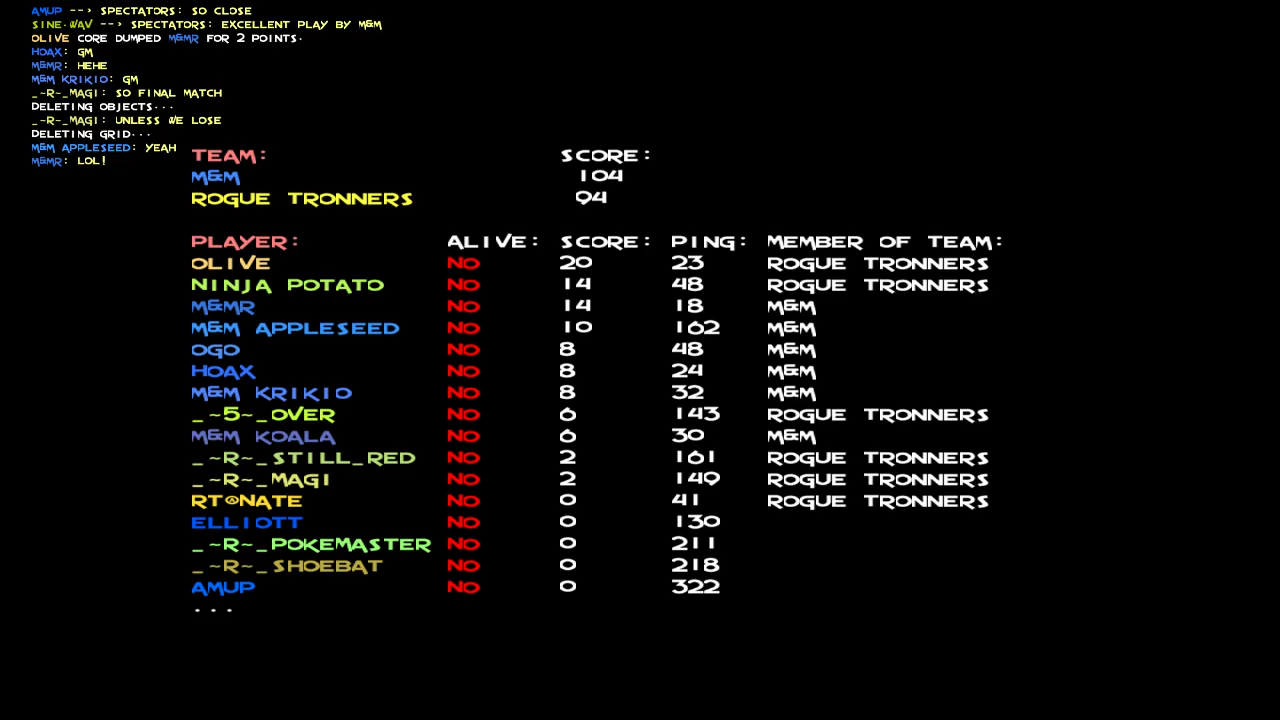 AMUP --> SPECTATORS: SO CLOSE
SINE-WAV --> SPECTATORS: EXCELLENT PLAY BY M&M
OLIVE CORE DUMPED M&MR FOR 2 POINTS.
HOAX: GM
M&MR: HEHE
M&M KRIKIO: GM
_~R~_MAGI: SO FINAL MATCH
DELETING OBJECTS...
_~R~_MAGI: UNLESS WE LOSE
DELETING GRID...
M&M APPLESEED: YEAH
M&MR: LOL!
TEAM: SCORE:
M&M 104
ROGUE TRONNERS 94
PLAYER: ALIVE: SCORE: PING: MEMBER OF TEAM:
OLIVE NO 20 23 ROGUE TRONNERS
NINJA POTATO NO 14 48 ROGUE TRONNERS
M&MR NO 14 18 M&M
M&M APPLESEED NO 10 162 M&M
OGO NO 8 48 M&M
HOAX NO 8 24 M&M
M&M KRIKIO NO 8 32 M&M
_~5~_OVER NO 6 143 ROGUE TRONNERS
M&M KOALA NO 6 30 M&M
_~R~_STILL_RED NO 2 161 ROGUE TRONNERS
_~R~_MAGI NO 2 149 ROGUE TRONNERS
RT@NATE NO 0 41 ROGUE TRONNERS
ELLIOTT NO 0 130
_~R~_POKEMASTER NO 0 211
_~R~_SHOEBAT NO 0 218
AMUP NO 0 322
...